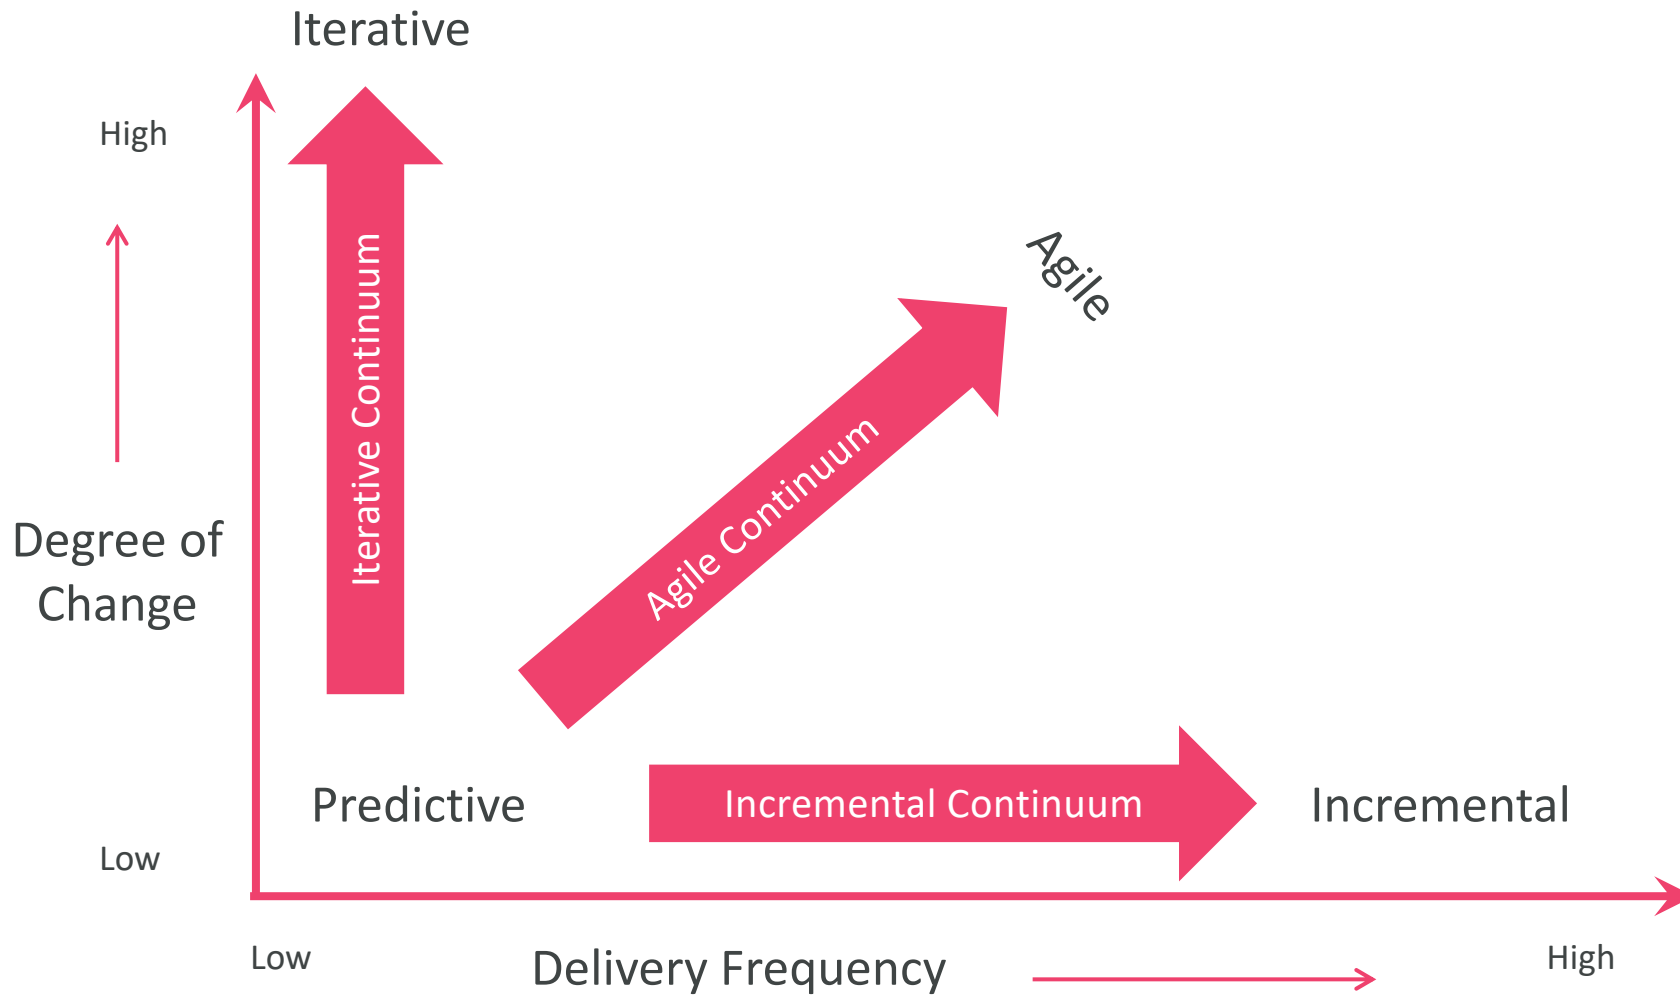 Iterative
High
Iterative Continuum
Agile
Agile Continuum
Degree of
Change
Predictive
Incremental Continuum
Incremental
Low
Low
Delivery Frequency
High